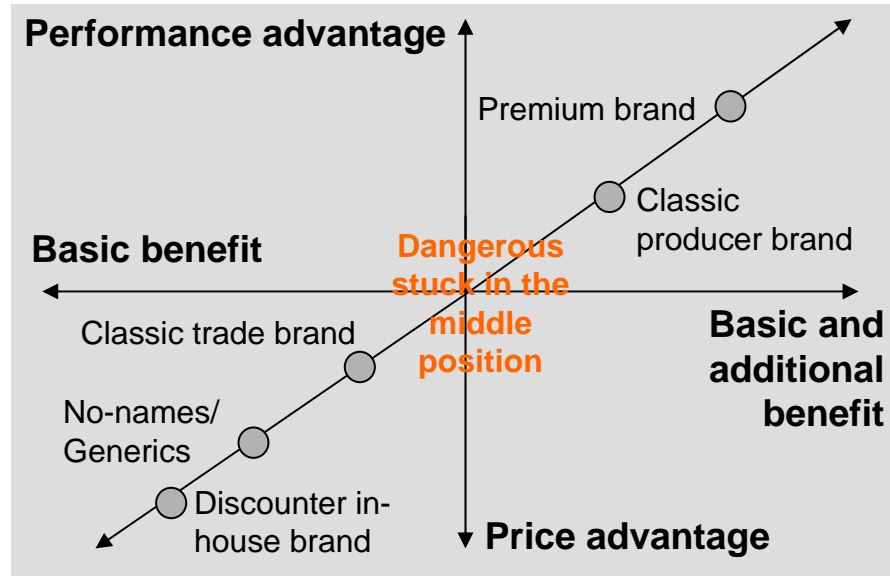 Performance advantage
Premium brand
Classic
producer brand
Basic benefit
Dangerous
stuck in the
middle
position
Basic and
additional
benefit
Classic trade brand
No-names/
Generics
Discounter in-
house brand
Price advantage